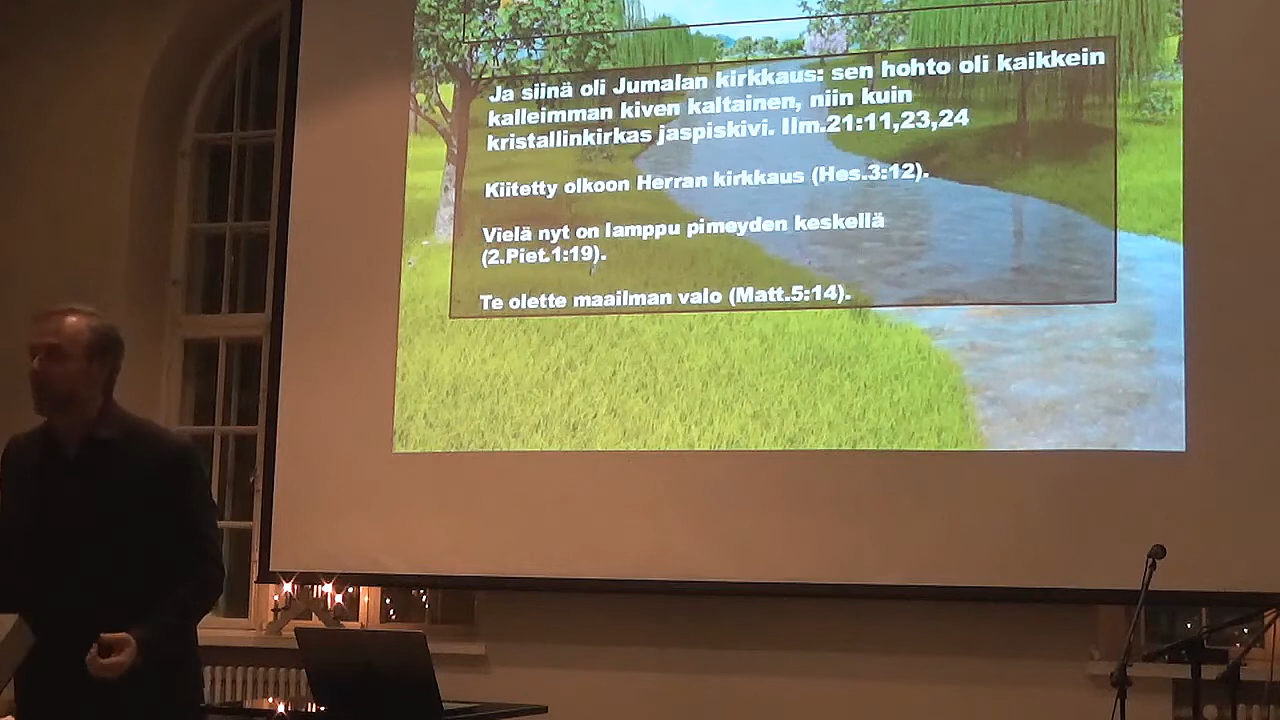 Ja siinä oli Jumalan kirkkaus: sen hohto oli kaikkein
kalleimman kiven kaltainen, niin kuin
kristallinkirkas jaspiskivi. Ilm.21:11,23,24
Kiitetty olkoon Herran kirkkaus (Hes.3:12).
Vielä nyt on lamppu pimeyden keskellä
(2.Piet.1:19).
Te olette maailman valo (Matt.5:14).